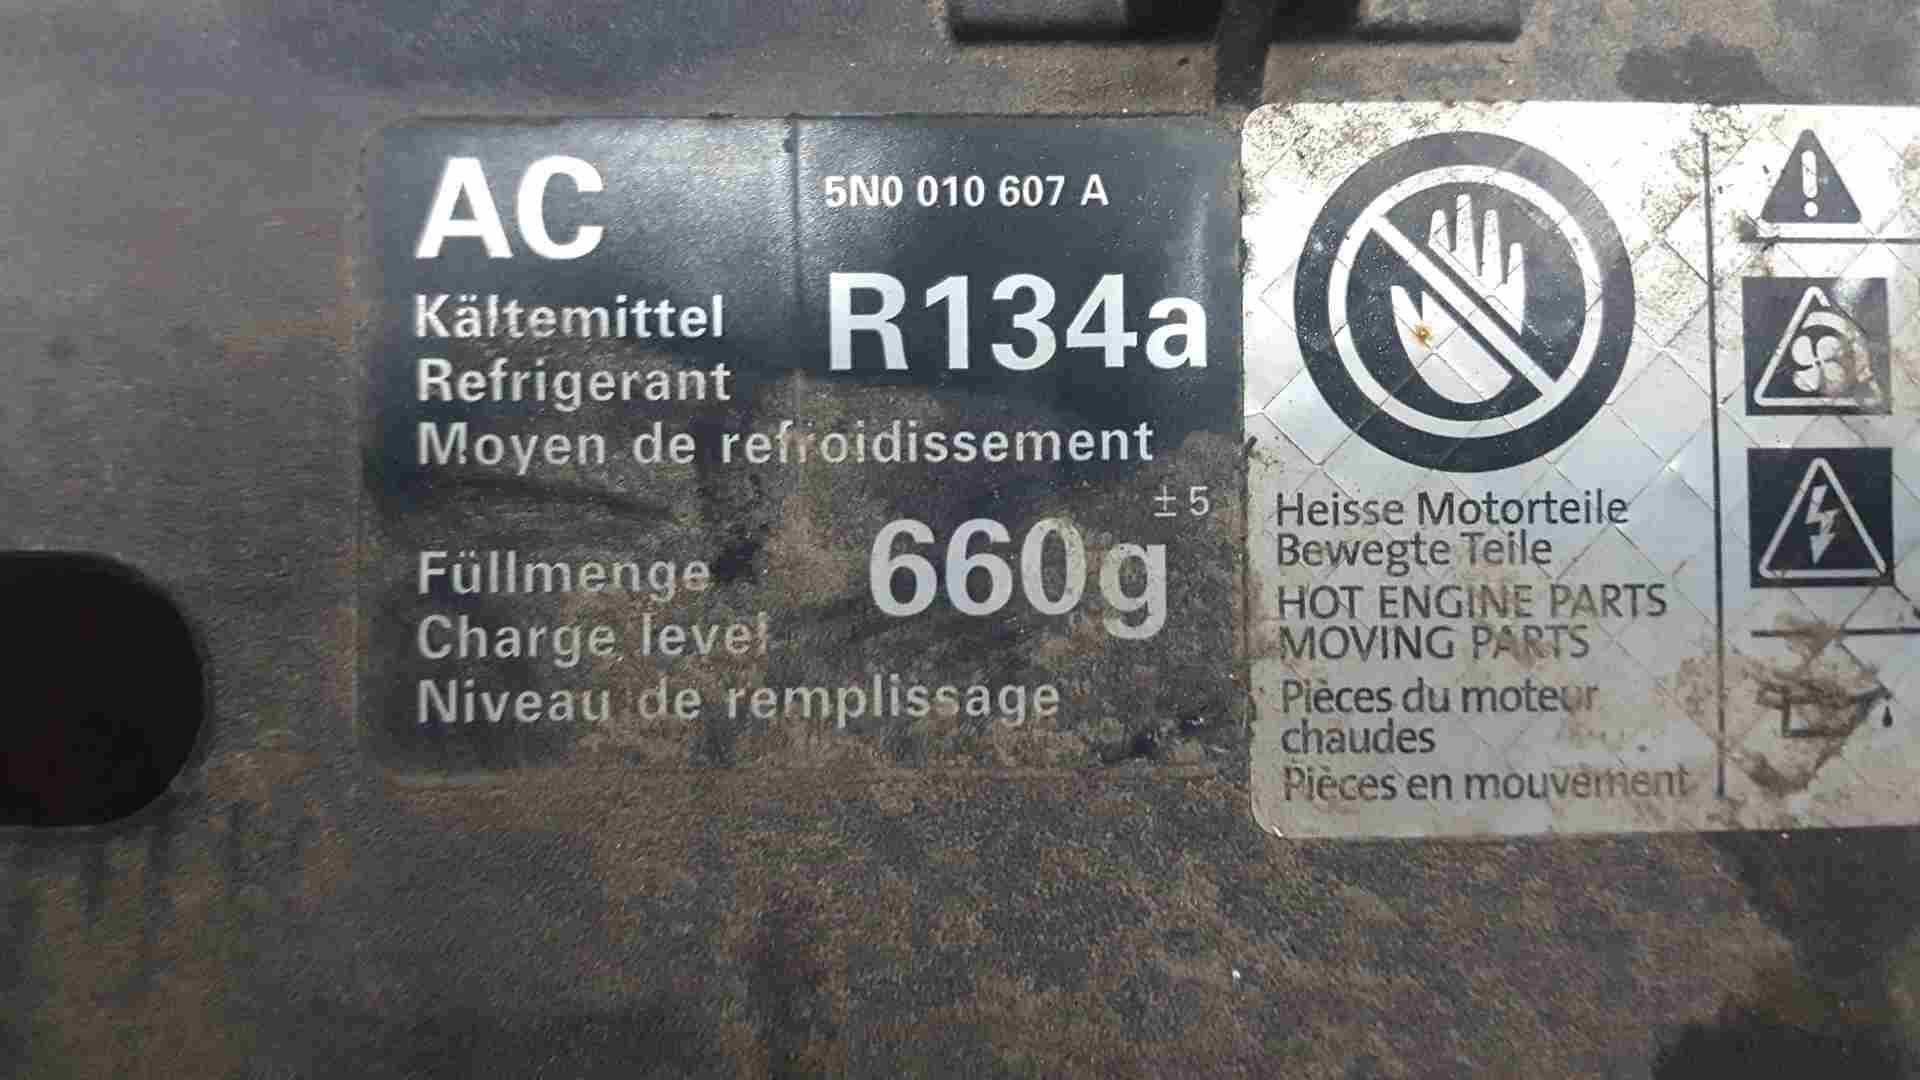 AC
5N0 010 607 A
Kältemittel
R134a
Refrigerant
Moyen de refroidissement
± 5
660g
Füllmenge
Charge level
Niveau de remplissage
Heisse Motorteile
Bewegte Teile
HOT ENGINE PARTS
MOVING PARTS
Pièces du moteur
chaudes
Pièces en mouvement